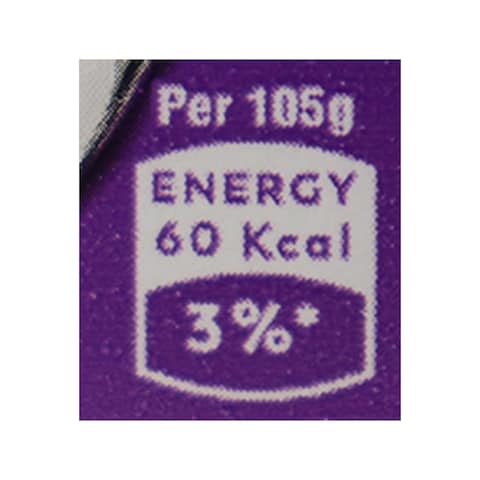 Per 105g
ENERGY
60 Kcal
3%*